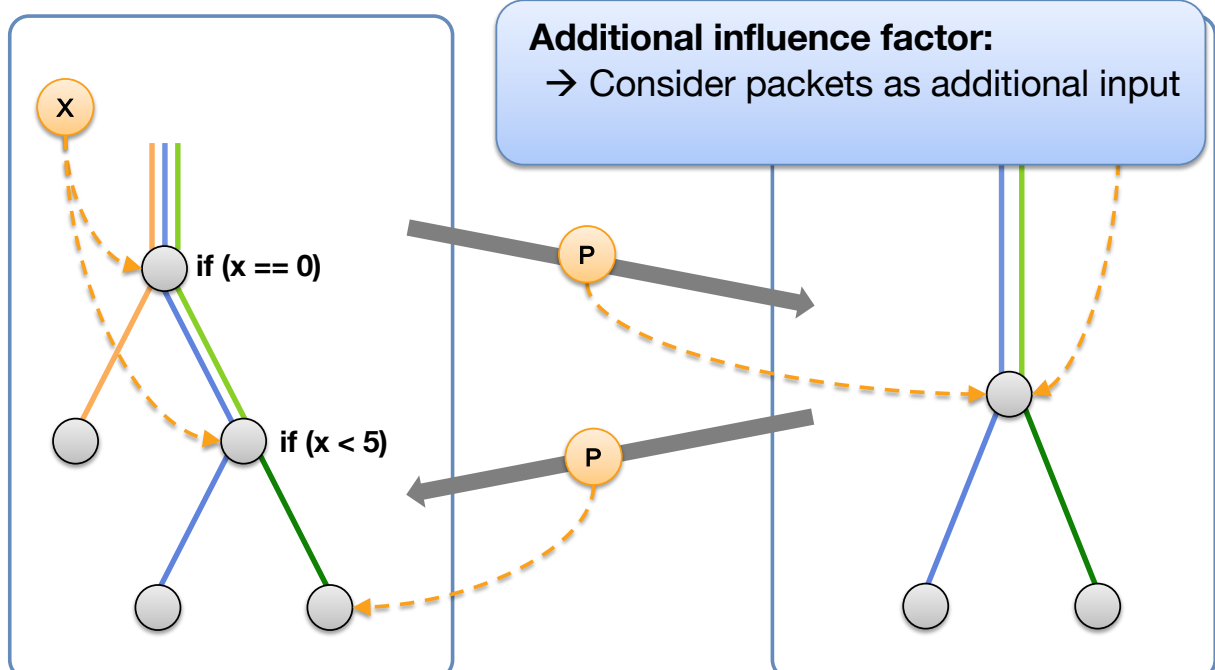 Additional influence factor:
→ Consider packets as additional input
X
if (x == 0)
P
if (x < 5)
P